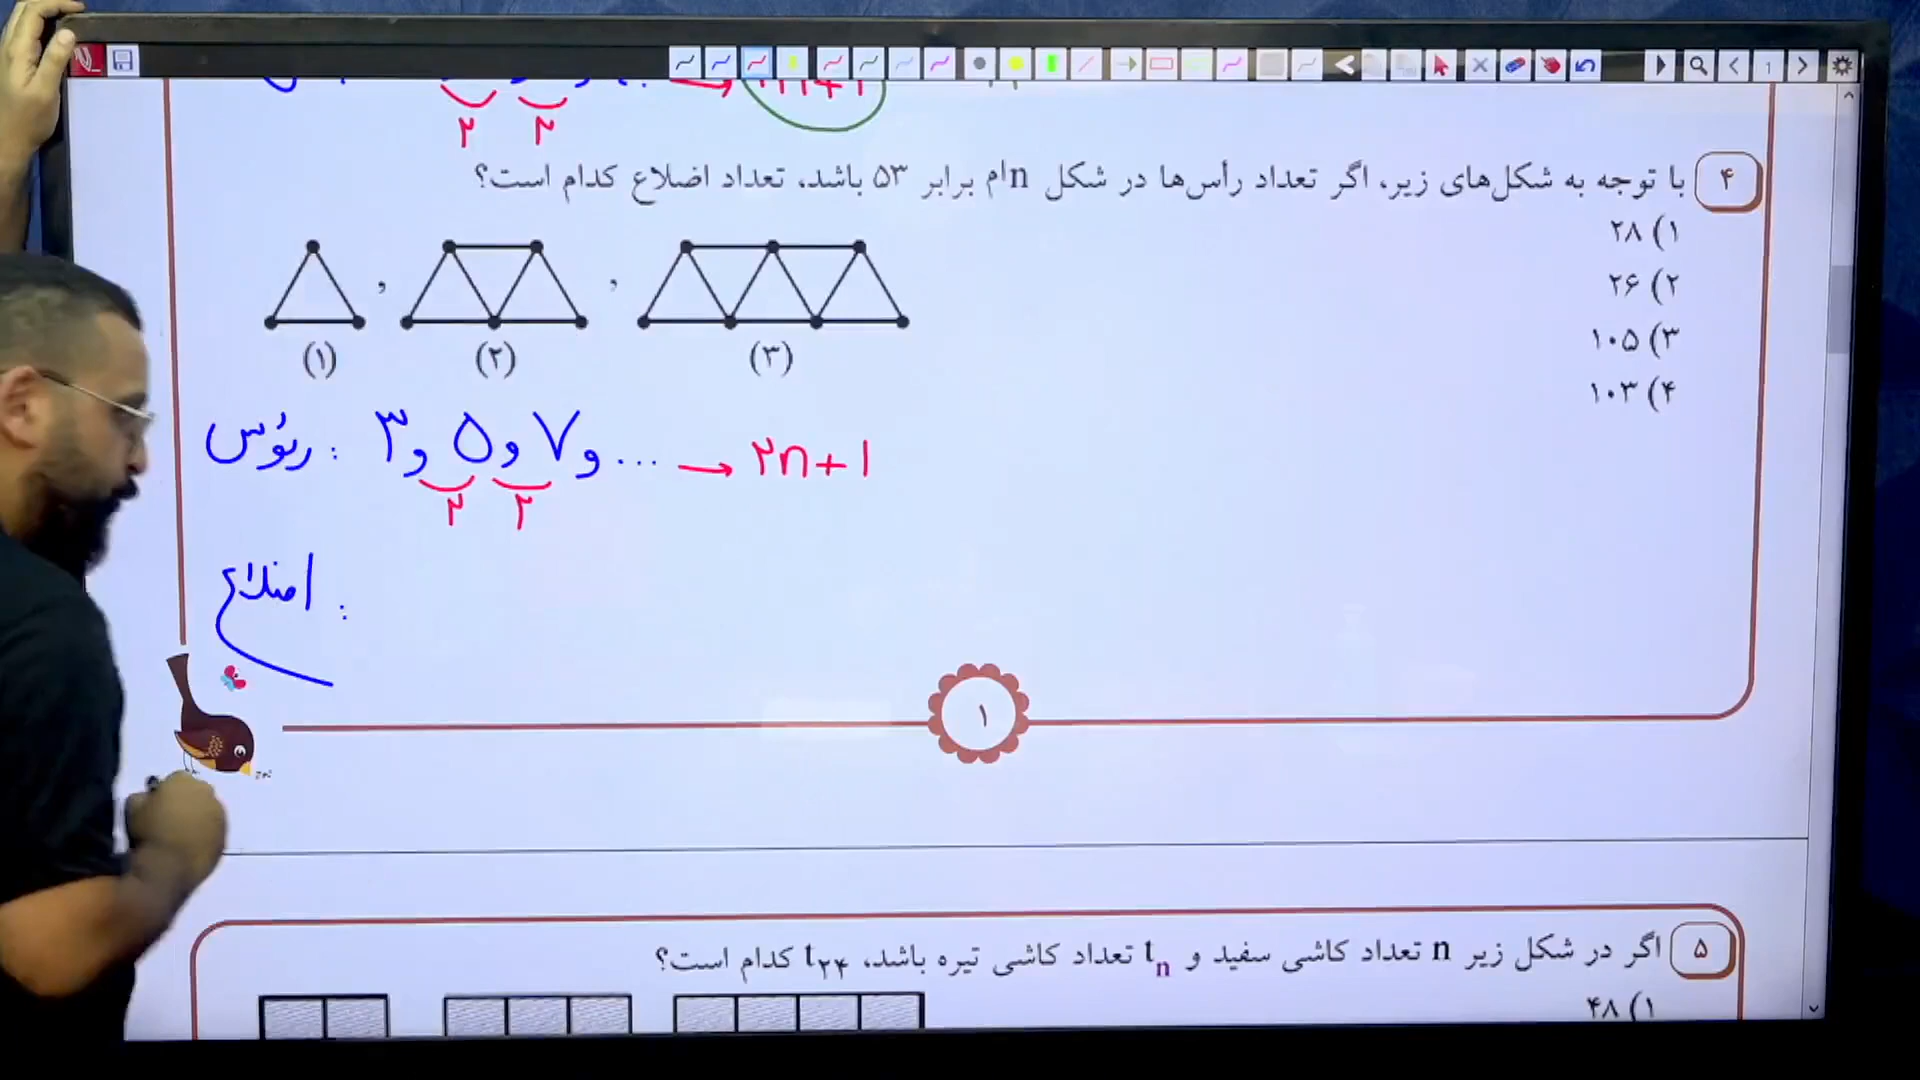 ۲ ۲
۴ با توجه به شکل‌های زیر، اگر تعداد رأس‌ها در شکل nام برابر ۵۳ باشد، تعداد اضلاع کدام است؟
۱) ۲۸
۲) ۲۶
۳) ۱۰۵
۴) ۱۰۳
(۱) , (۲) , (۳)
رئوس : ۳ و ۵ و ۷ و ... → ۲n+۱
۲ ۲
اضلاع :
۱
۵ اگر در شکل زیر n تعداد کاشی سفید و tn تعداد کاشی تیره باشد، t۲۴ کدام است؟
۱) ۴۸